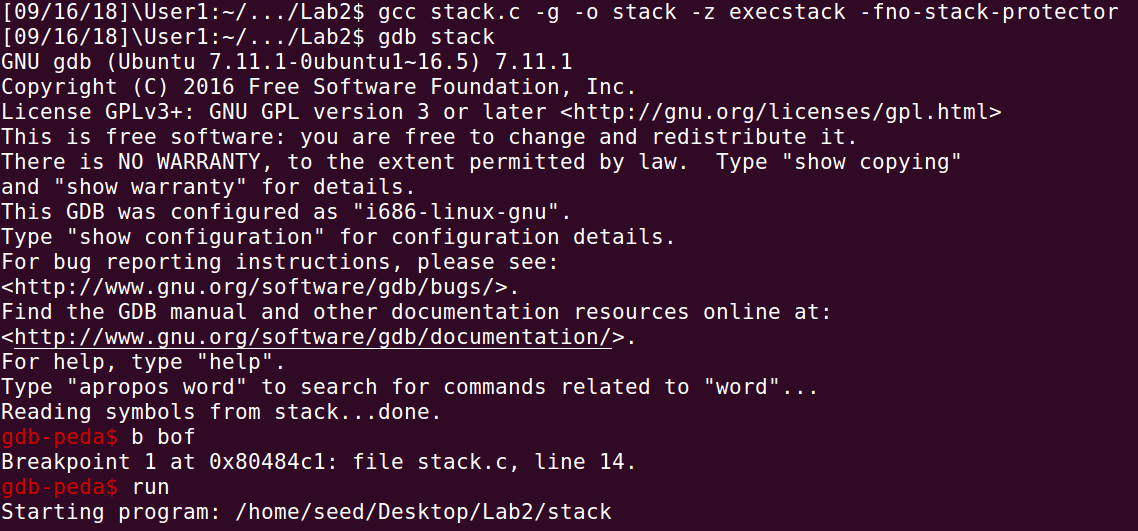 [09/16/18]\User1:~/.../Lab2$ gcc stack.c -g -o stack -z execstack -fno-stack-protector
[09/16/18]\User1:~/.../Lab2$ gdb stack
GNU gdb (Ubuntu 7.11.1-0ubuntu1~16.5) 7.11.1
Copyright (C) 2016 Free Software Foundation, Inc.
License GPLv3+: GNU GPL version 3 or later <http://gnu.org/licenses/gpl.html>
This is free software: you are free to change and redistribute it.
There is NO WARRANTY, to the extent permitted by law.  Type "show copying"
and "show warranty" for details.
This GDB was configured as "i686-linux-gnu".
Type "show configuration" for configuration details.
For bug reporting instructions, please see:
<http://www.gnu.org/software/gdb/bugs/>.
Find the GDB manual and other documentation resources online at:
<http://www.gnu.org/software/gdb/documentation/>.
For help, type "help".
Type "apropos word" to search for commands related to "word"...
Reading symbols from stack...done.
gdb-peda$ b bof
Breakpoint 1 at 0x80484c1: file stack.c, line 14.
gdb-peda$ run
Starting program: /home/seed/Desktop/Lab2/stack